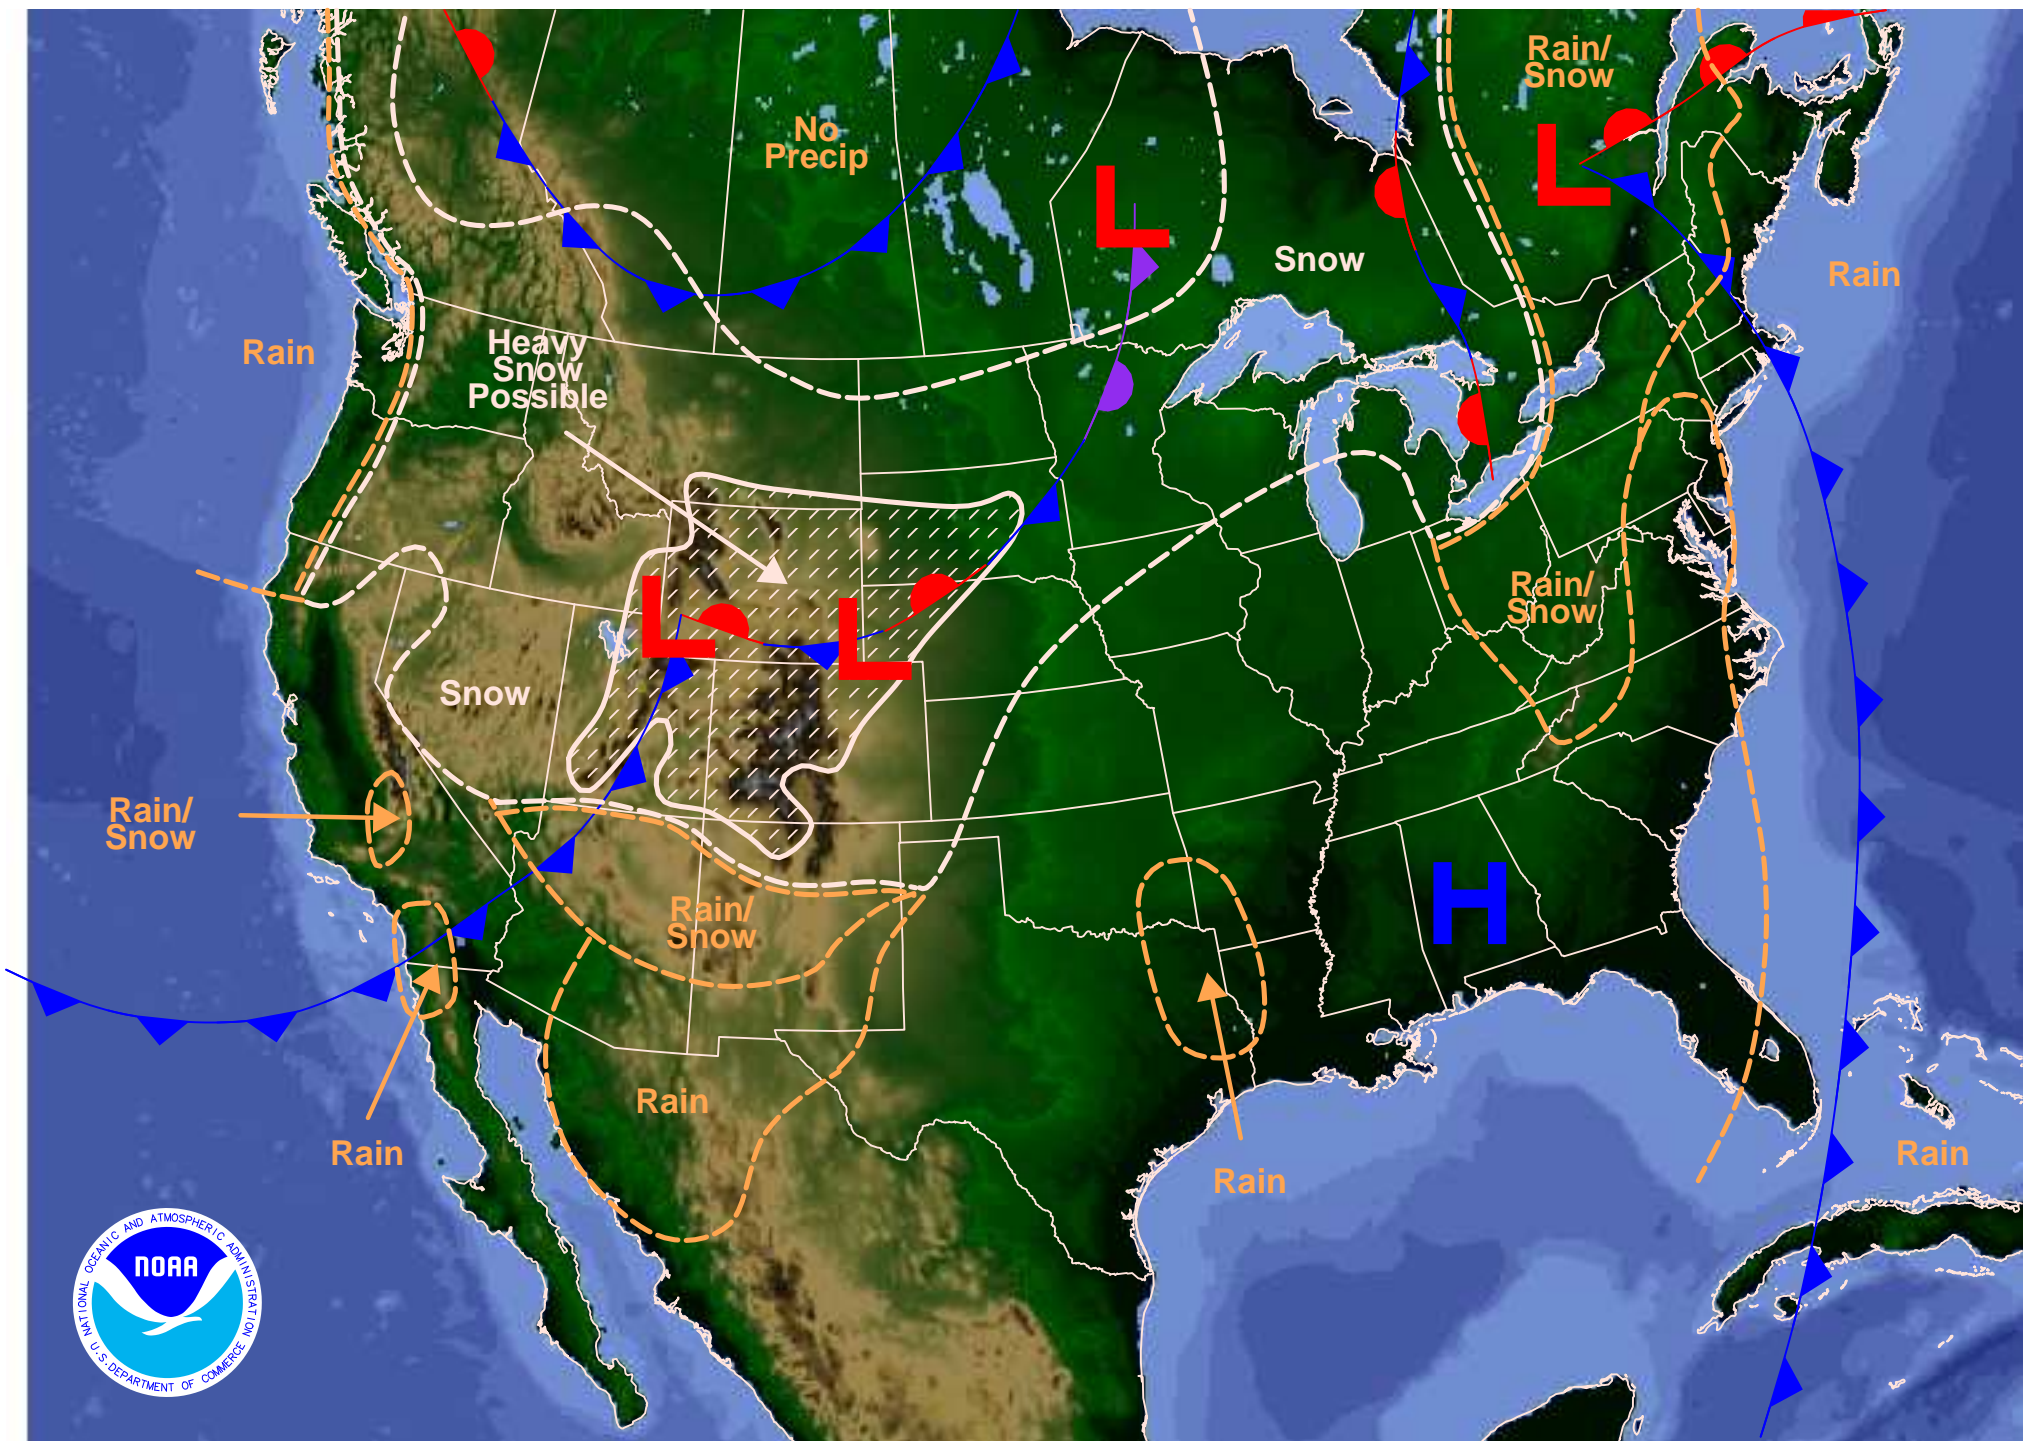 Rain/
Snow
No
Precip
L
L
Snow
Rain
Rain
Heavy
Snow
Possible
L
L
Rain/
Snow
Snow
Rain/
Snow
H
Rain/
Snow
Rain
Rain
Rain
Rain
NATIONAL OCEANIC AND ATMOSPHERIC ADMINISTRATION
NOAA
U.S. DEPARTMENT OF COMMERCE